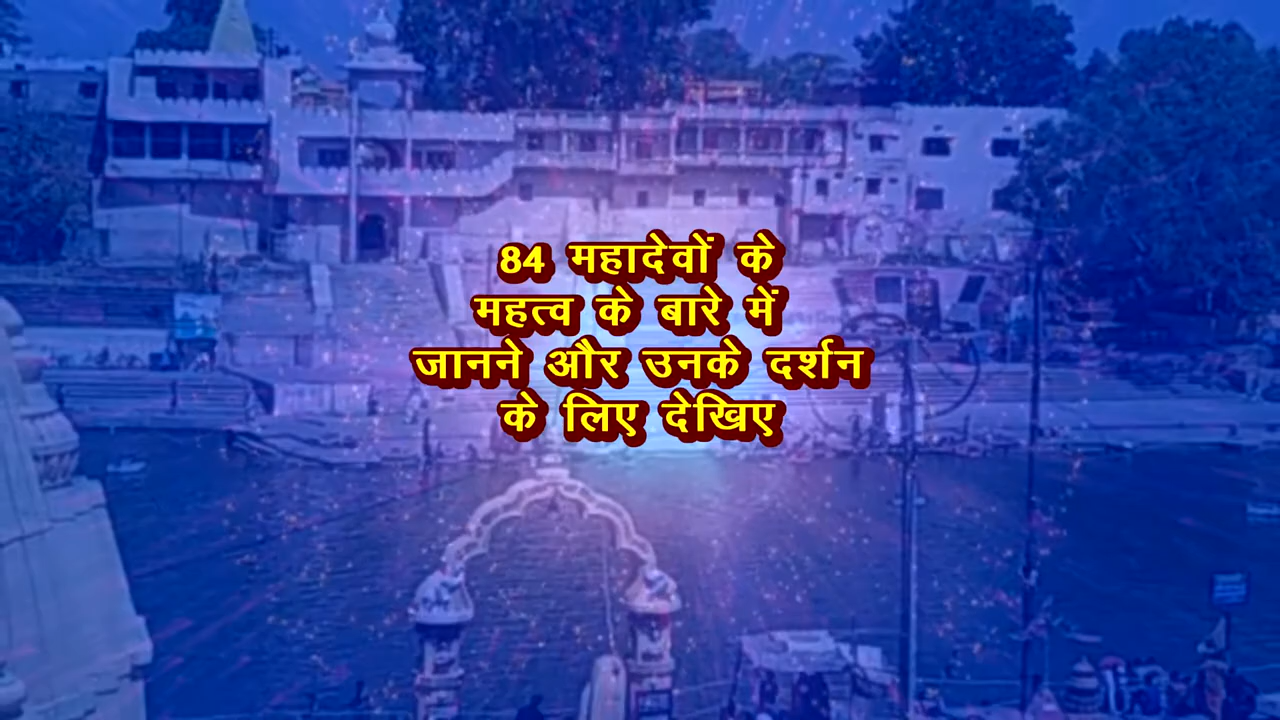 84 महादेवों के
महत्व के बारे में
जानने और उनके दर्शन
के लिए देखिए